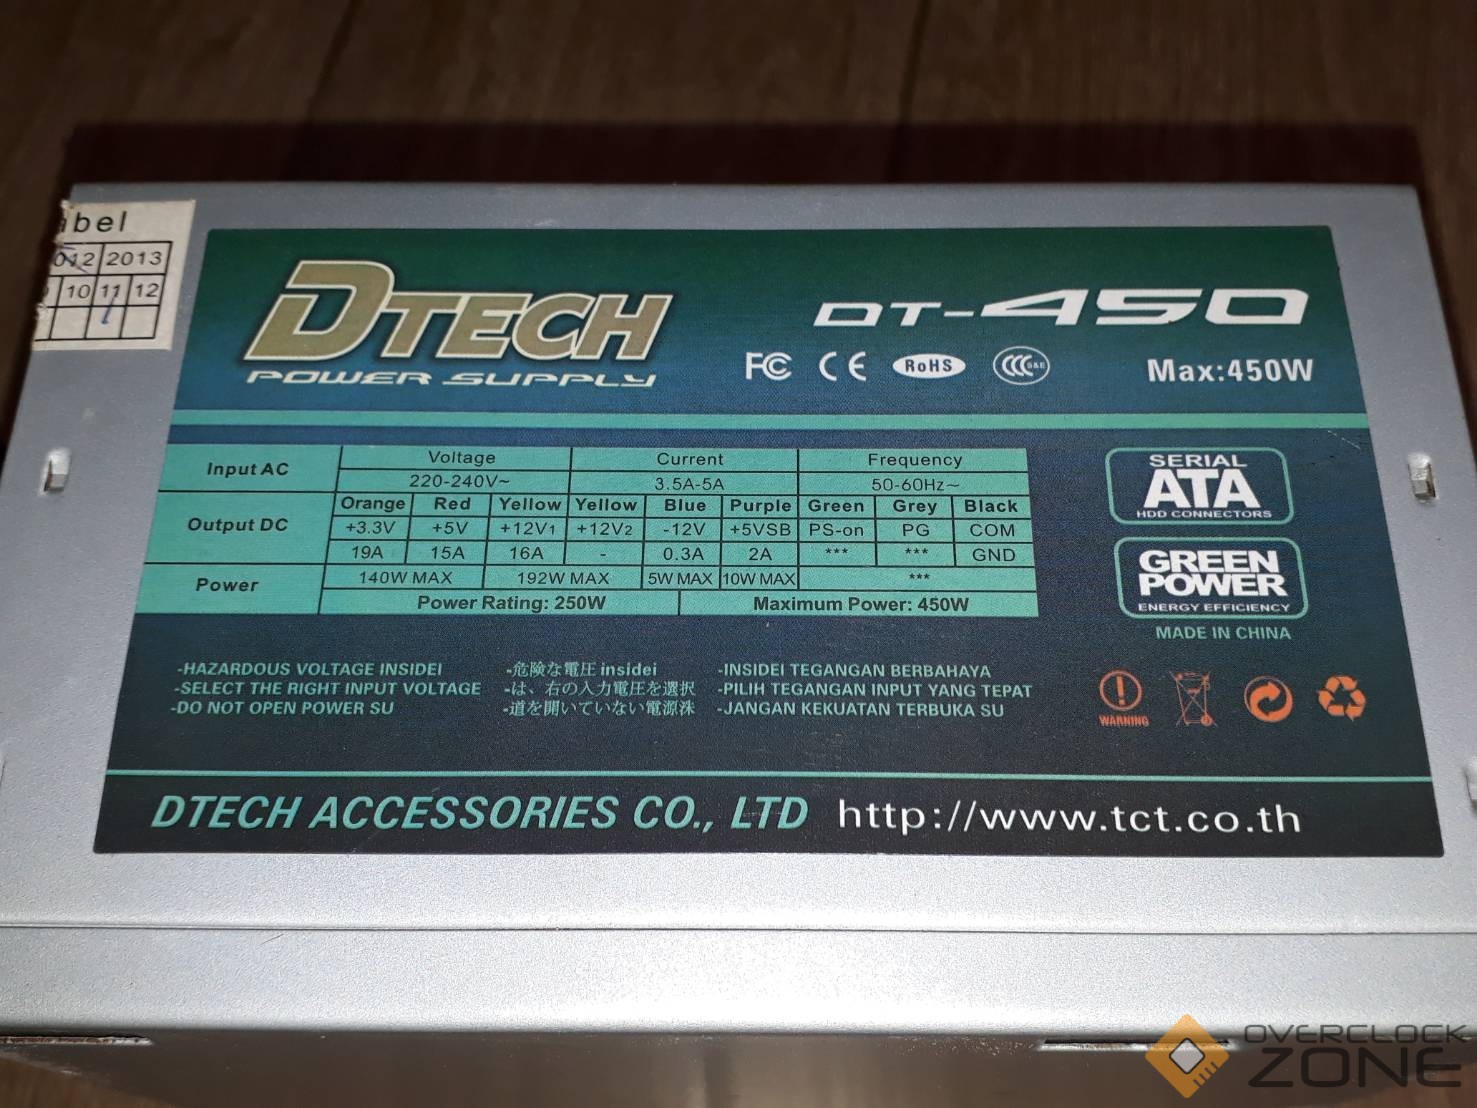 abel
012 2013
10 11 12
DTECH
POWER SUPPLY
DT-450
FC CE RoHS CCC S&E
Max:450W
Input AC Voltage Current Frequency
220-240V~ 3.5A-5A 50-60Hz~
Output DC Orange Red Yellow Yellow Blue Purple Green Grey Black
+3.3V +5V +12V1 +12V2 -12V +5VSB PS-on PG COM
19A 15A 16A - 0.3A 2A *** *** GND
Power 140W MAX 192W MAX 5W MAX 10W MAX ***
Power Rating: 250W Maximum Power: 450W
SERIAL
ATA
HDD CONNECTORS
GREEN
POWER
ENERGY EFFICIENCY
MADE IN CHINA
-HAZARDOUS VOLTAGE INSIDEI
-SELECT THE RIGHT INPUT VOLTAGE
-DO NOT OPEN POWER SU
-危険な電圧 insidei
-は、右の入力電圧を選択
-道を開いていない電源洙
-INSIDEI TEGANGAN BERBAHAYA
-PILIH TEGANGAN INPUT YANG TEPAT
-JANGAN KEKUATAN TERBUKA SU
WARNING
DTECH ACCESSORIES CO., LTD http://www.tct.co.th
OVERCLOCK
ZONE